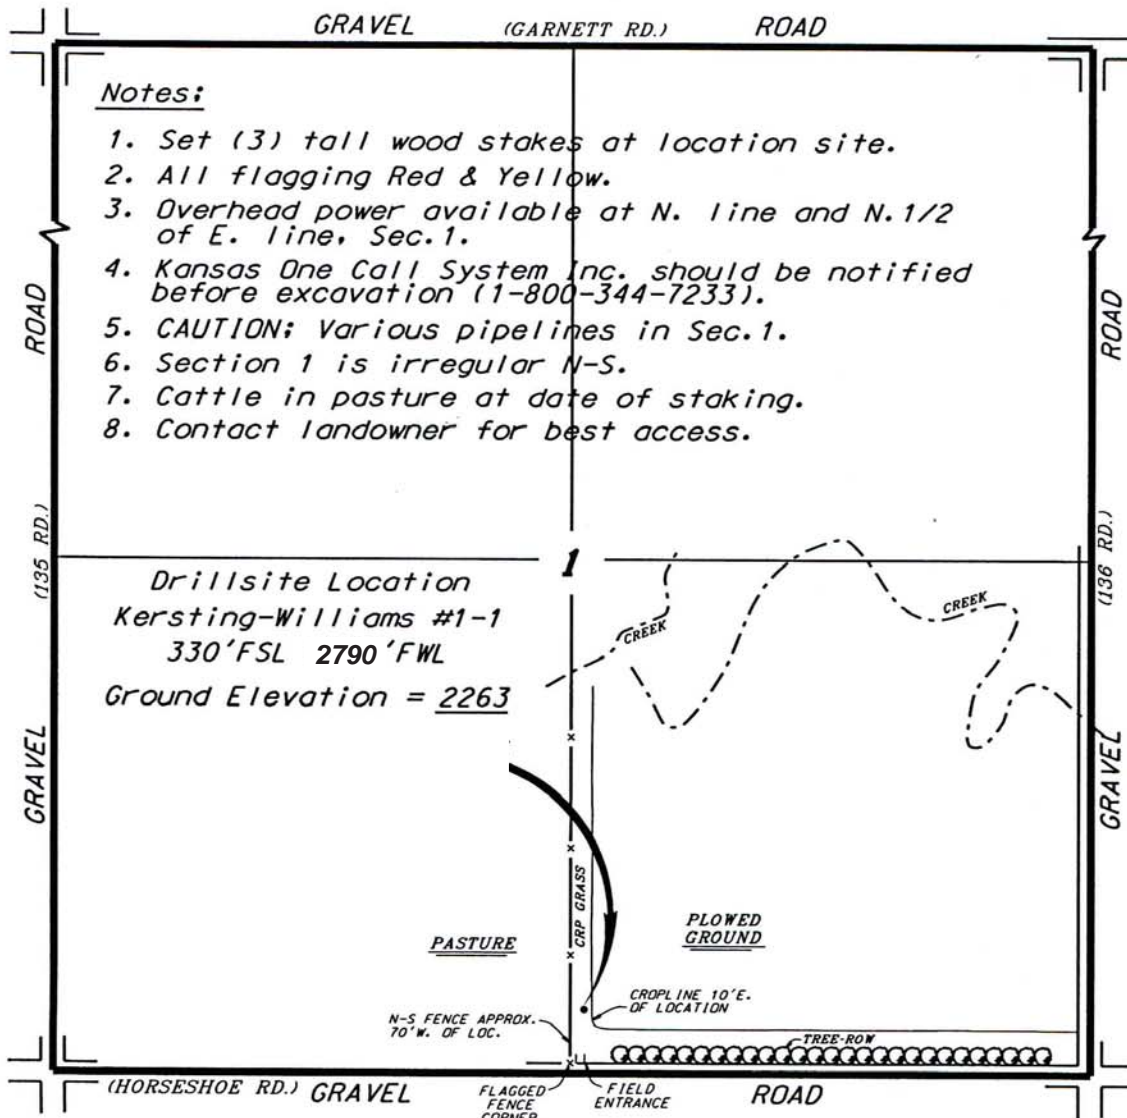 GRAVEL (GARNETT RD.) ROAD
Notes:
1. Set (3) tall wood stakes at location site.
2. All flagging Red & Yellow.
3. Overhead power available at N. line and N. 1/2
of E. line, Sec. 1.
4. Kansas One Call System Inc. should be notified
before excavation (1-800-344-7233).
5. CAUTION: Various pipelines in Sec. 1.
6. Section 1 is irregular N-S.
7. Cattle in pasture at date of staking.
8. Contact landowner for best access.
ROAD
(135 RD.)
GRAVEL
ROAD
(136 RD.)
GRAVEL
1
Drillsite Location
Kersting-Williams #1-1
330'FSL 2790'FWL
Ground Elevation = 2263
CREEK
CREEK
CRP GRASS
PASTURE
PLOWED
GROUND
CROPLINE 10'E.
OF LOCATION
N-S FENCE APPROX.
70'W. OF LOC.
TREE-ROW
(HORSESHOE RD.) GRAVEL ROAD
FLAGGED
FENCE
CORNER
FIELD
ENTRANCE